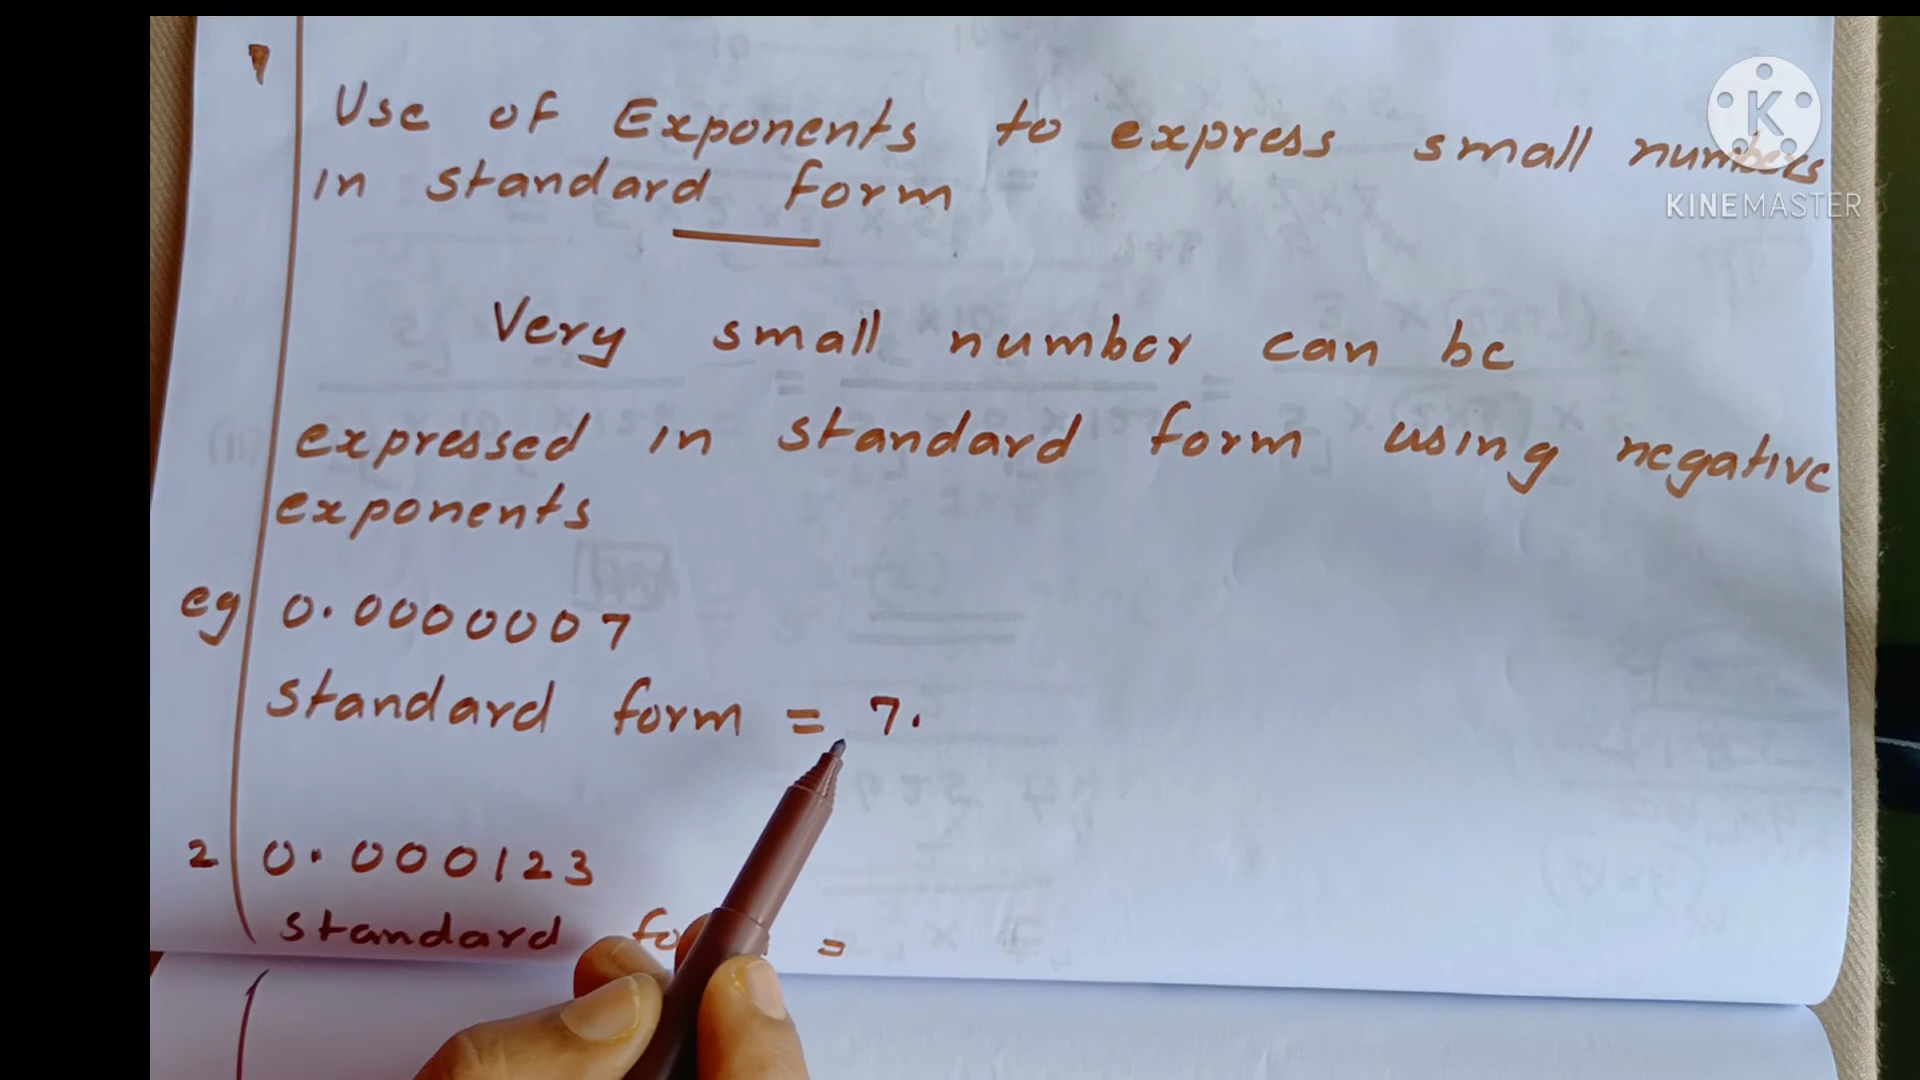 Use of Exponents to express small numbers
in standard form
Very small number can be
expressed in standard form using negative
exponents
eg 0.0000007
standard form = 7.
2 0.000123
standard =
K
KINEMASTER